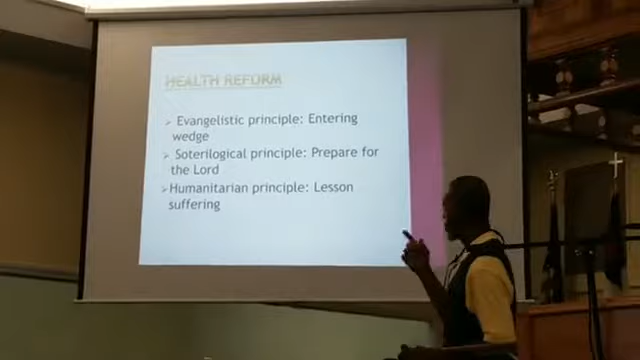 HEALTH REFORM
Evangelistic principle: Entering
wedge
Soterilogical principle: Prepare for
the Lord
Humanitarian principle: Lesson
suffering